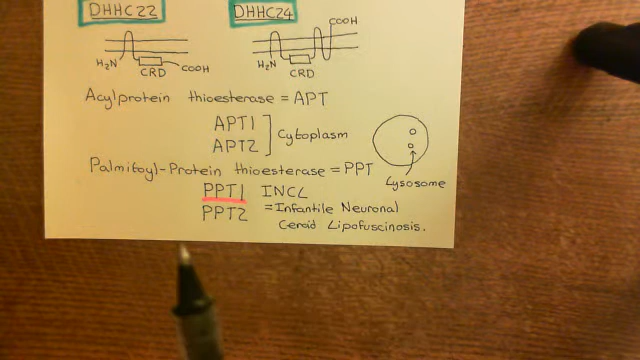 DHHC22 DHHC24
COOH
H₂N COOH H₂N
CRD CRD
Acylprotein thioesterase = APT
APT1
Cytoplasm
APT2
Palmitoyl-Protein thioesterase = PPT
Lysosome
PPT1 INCL
PPT2 = Infantile Neuronal
Ceroid Lipofuscinosis.